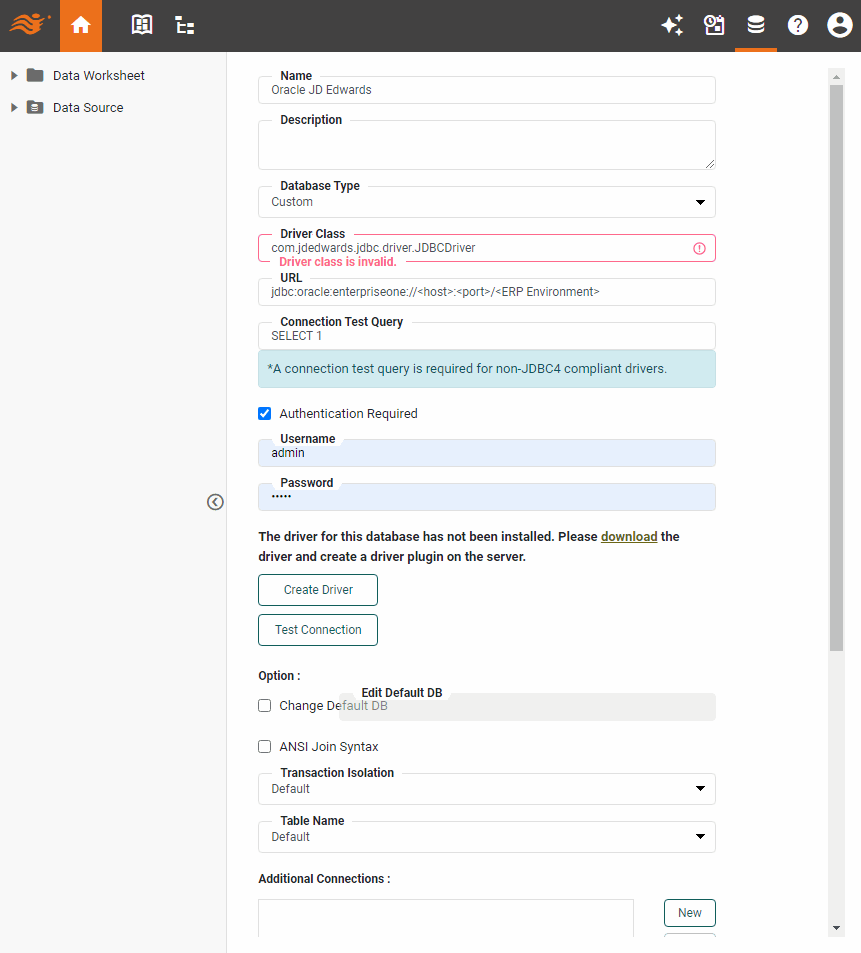 Data Worksheet
Data Source
Name
Oracle JD Edwards
Description
Database Type
Custom
Driver Class
com.jdedwards.jdbc.driver.JDBCDriver
Driver class is invalid.
URL
jdbc:oracle:enterpriseone://<host>:<port>/<ERP Environment>
Connection Test Query
SELECT 1
*A connection test query is required for non-JDBC4 compliant drivers.
Authentication Required
Username
admin
Password
•••••
The driver for this database has not been installed. Please download the
driver and create a driver plugin on the server.
Create Driver
Test Connection
Option :
Edit Default DB
Change Default DB
ANSI Join Syntax
Transaction Isolation
Default
Table Name
Default
Additional Connections :
New